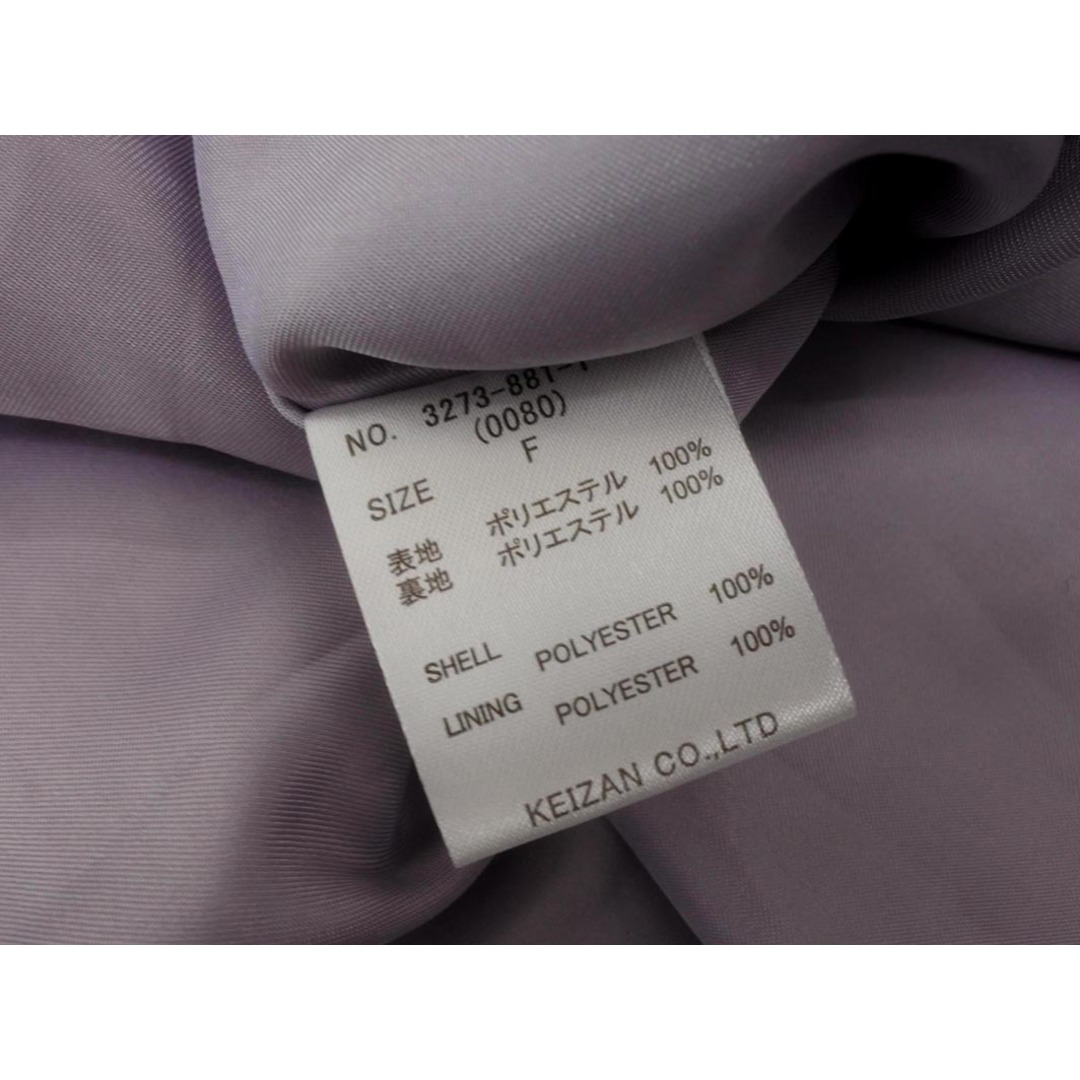 NO. 3273-881-1
(0080)
SIZE F
表地 ポリエステル 100%
裏地 ポリエステル 100%
SHELL POLYESTER 100%
LINING POLYESTER 100%
KEIZAN CO.,LTD